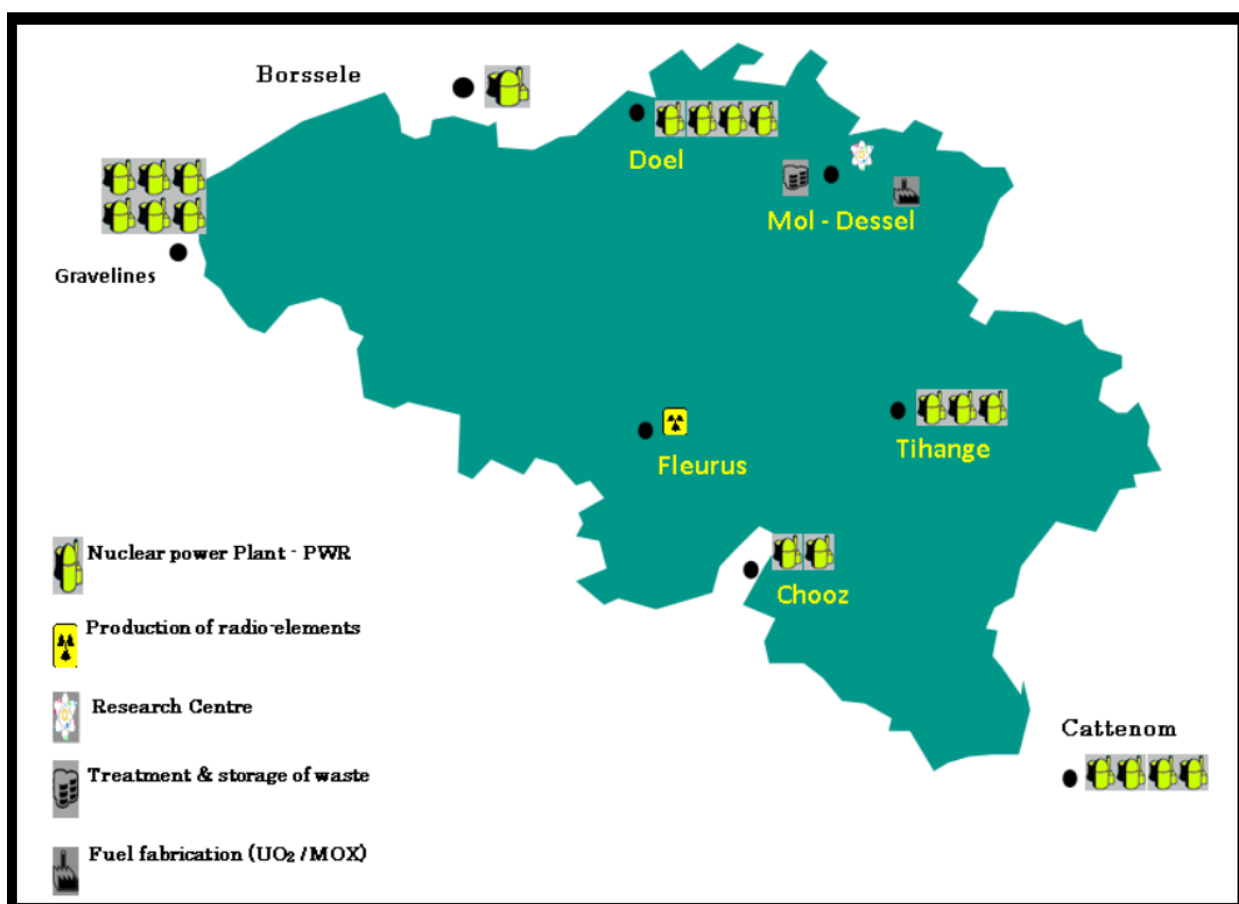 Borssele
Doel
Mol - Dessel
Gravelines
Fleurus
Tihange
Chooz
Cattenom
Nuclear power Plant - PWR
Production of radio-elements
Research Centre
Treatment & storage of waste
Fuel fabrication (UO₂ / MOX)